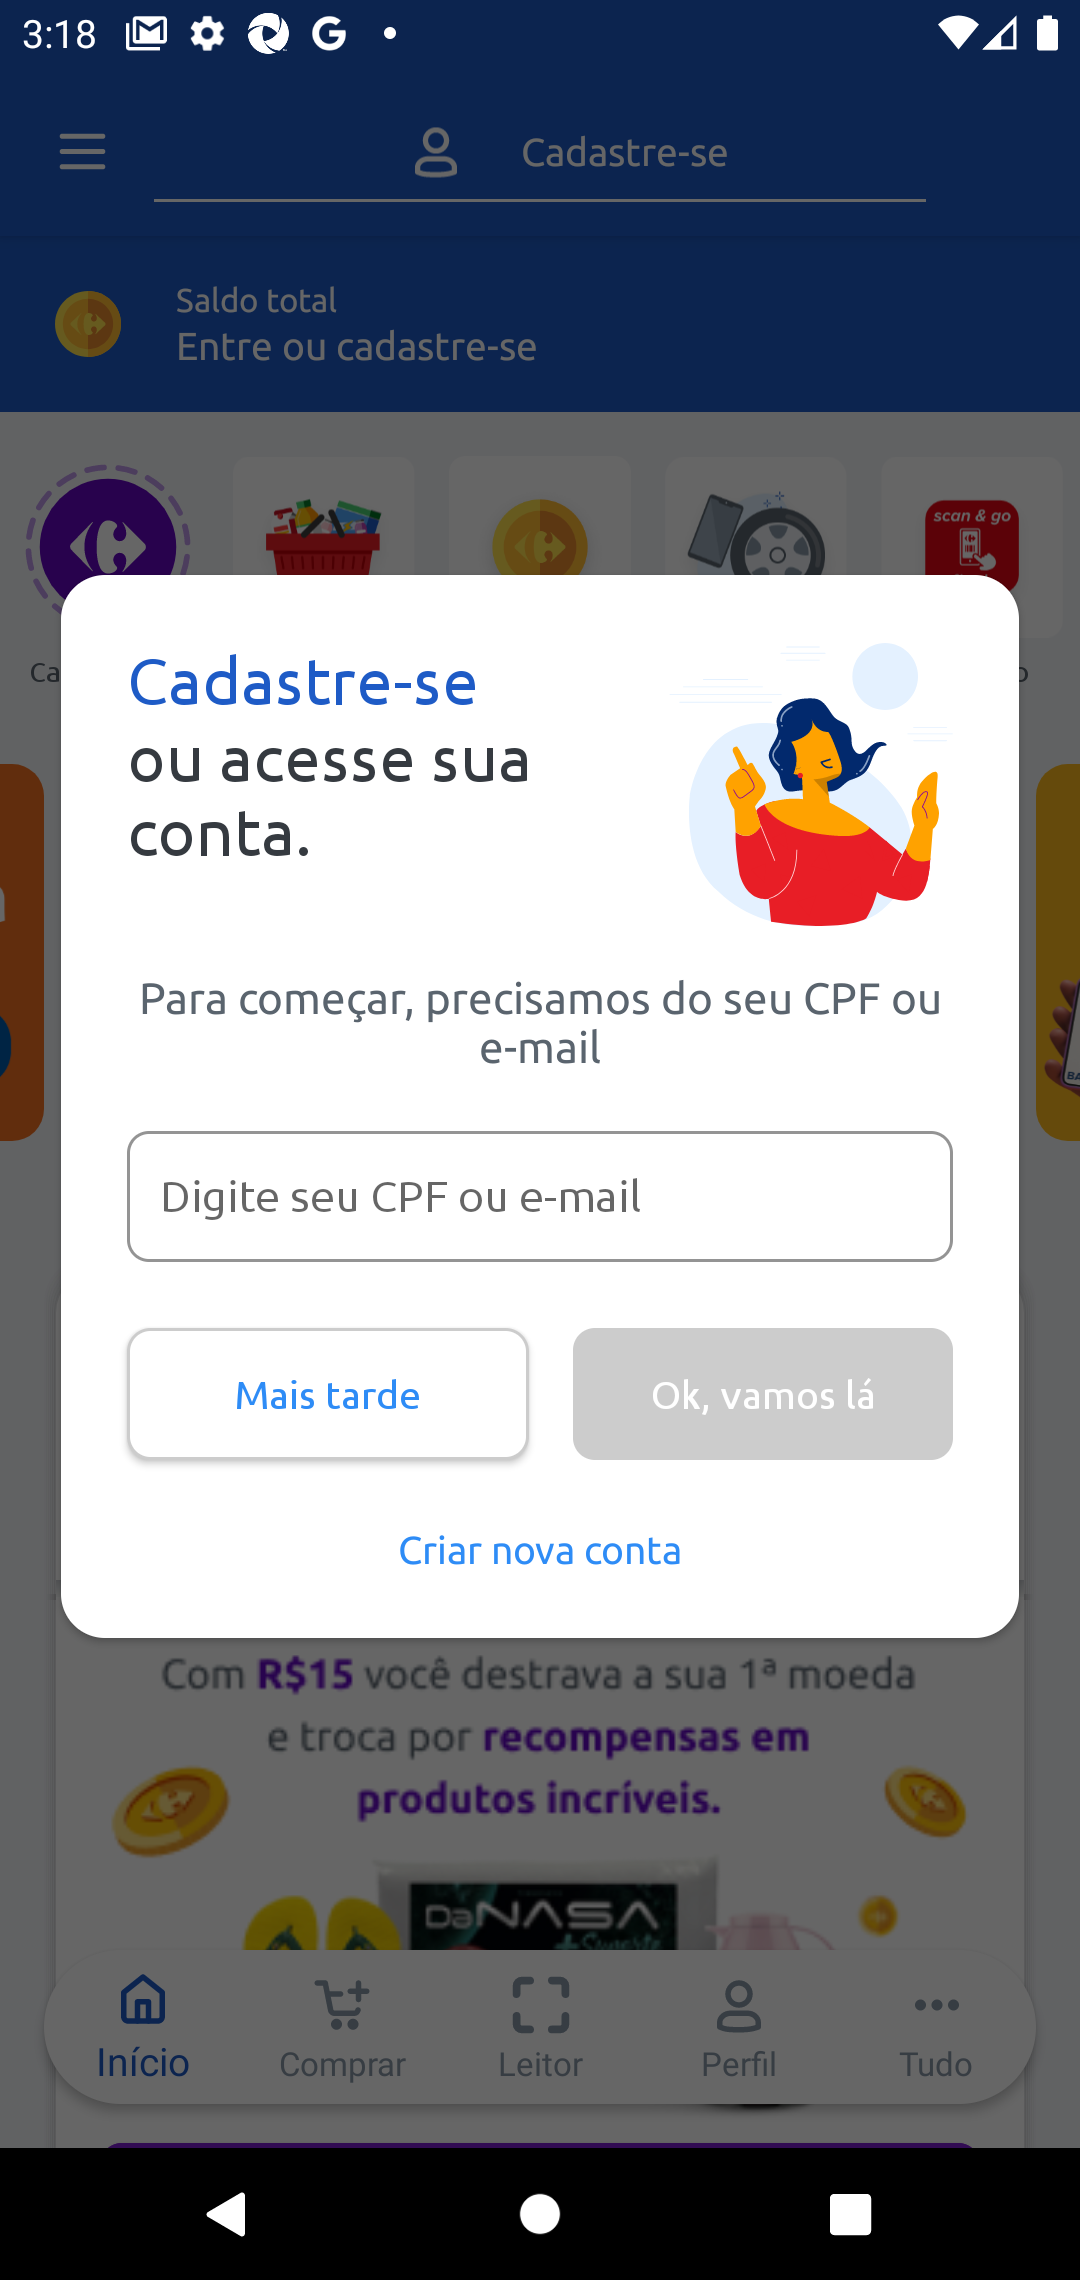 3:18
Cadastre-se
Saldo total
Entre ou cadastre-se
scan & go
Ca
o
Cadastre-se
ou acesse sua
conta.
Para começar, precisamos do seu CPF ou
e-mail
Digite seu CPF ou e-mail
Mais tarde
Ok, vamos lá
Criar nova conta
Com R$15 você destrava a sua 1ª moeda
e troca por recompensas em
produtos incríveis.
DaNASA
+Suporte
Início
Comprar
Leitor
Perfil
Tudo